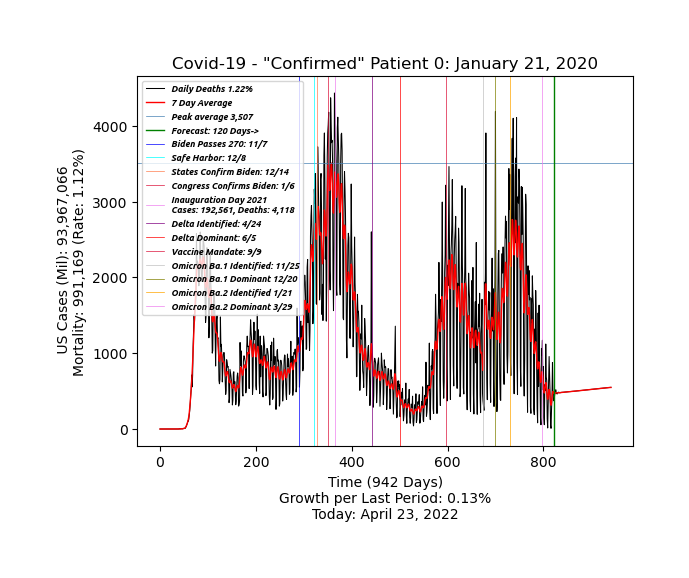 Covid-19 - "Confirmed" Patient 0: January 21, 2020
Daily Deaths 1.22%
7 Day Average
Peak average 3,507
Forecast: 120 Days->
Biden Passes 270: 11/7
Safe Harbor: 12/8
States Confirm Biden: 12/14
Congress Confirms Biden: 1/6
Inauguration Day 2021
Cases: 192,561, Deaths: 4,118
Delta Identified: 4/24
Delta Dominant: 6/5
Vaccine Mandate: 9/9
Omicron Ba.1 Identified: 11/25
Omicron Ba.1 Dominant 12/20
Omicron Ba.2 Identified 1/21
Omicron Ba.2 Dominant 3/29
US Cases (Mil): 93,967,066
Mortality: 991,169 (Rate: 1.12%)
4000
3000
2000
1000
0
0 200 400 600 800
Time (942 Days)
Growth per Last Period: 0.13%
Today: April 23, 2022